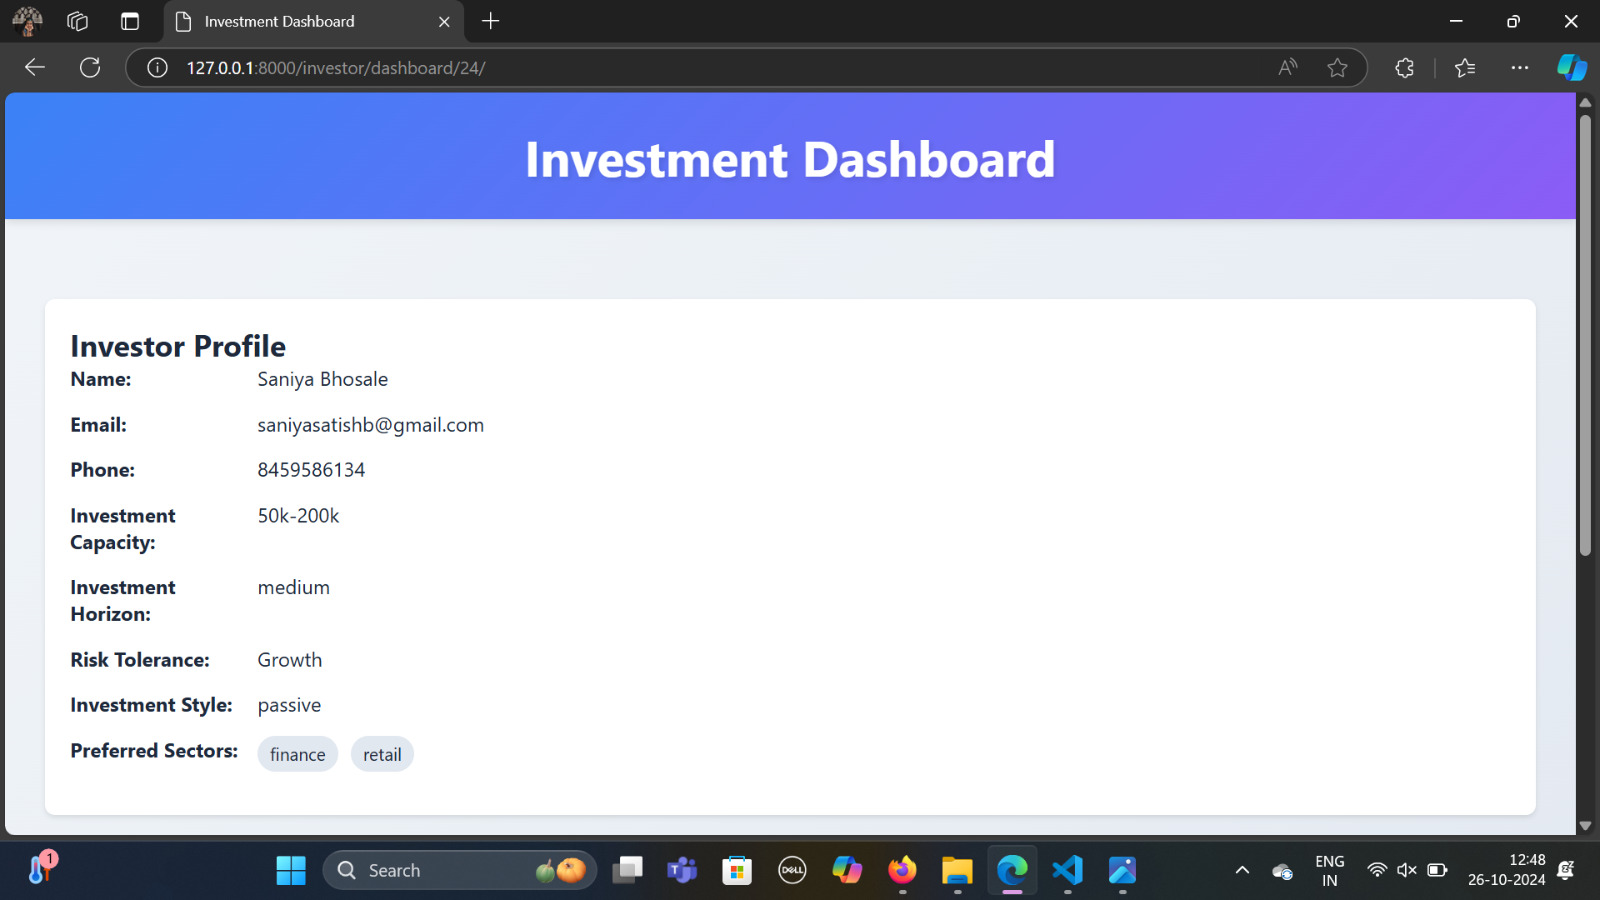 Investment Dashboard
127.0.0.1:8000/investor/dashboard/24/
Investment Dashboard
Investor Profile
Name: Saniya Bhosale
Email: saniyasatishb@gmail.com
Phone: 8459586134
Investment Capacity: 50k-200k
Investment Horizon: medium
Risk Tolerance: Growth
Investment Style: passive
Preferred Sectors: finance retail
1
Search
DELL
ENG
IN
12:48
26-10-2024